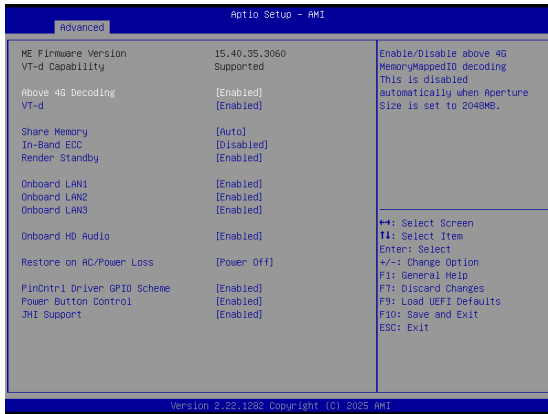 Aptio Setup - AMI
Advanced
ME Firmware Version 15.40.35.3060
VT-d Capability Supported
Above 4G Decoding [Enabled]
VT-d [Enabled]
Share Memory [Auto]
In-Band ECC [Disabled]
Render Standby [Enabled]
Onboard LAN1 [Enabled]
Onboard LAN2 [Enabled]
Onboard LAN3 [Enabled]
Onboard HD Audio [Enabled]
Restore on AC/Power Loss [Power Off]
PinCntrl Driver GPIO Scheme [Enabled]
Power Button Control [Enabled]
JHI Support [Enabled]
Enable/Disable above 4G
MemoryMappedIO decoding
This is disabled
automatically when Aperture
Size is set to 2048MB.
→←: Select Screen
↑↓: Select Item
Enter: Select
+/-: Change Option
F1: General Help
F7: Discard Changes
F9: Load UEFI Defaults
F10: Save and Exit
ESC: Exit
Version 2.22.1282 Copyright (C) 2025 AMI